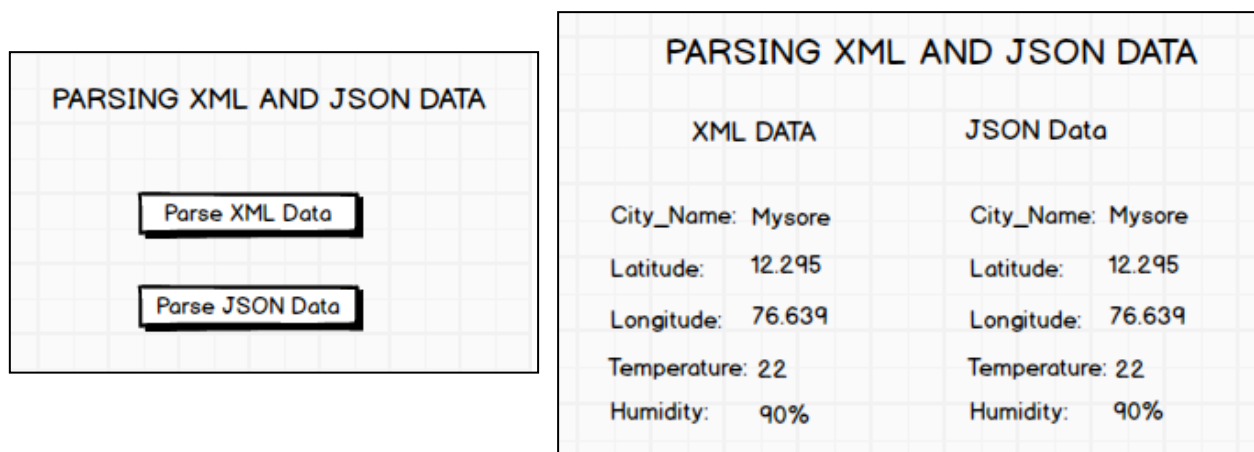 PARSING XML AND JSON DATA
Parse XML Data
Parse JSON Data
PARSING XML AND JSON DATA
XML DATA JSON Data
City_Name: Mysore City_Name: Mysore
Latitude: 12.295 Latitude: 12.295
Longitude: 76.639 Longitude: 76.639
Temperature: 22 Temperature: 22
Humidity: 90% Humidity: 90%